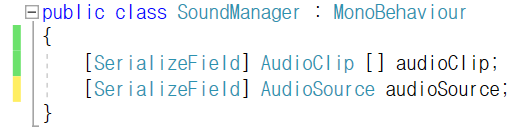 public class SoundManager : MonoBehaviour
{
[SerializeField] AudioClip [] audioClip;
[SerializeField] AudioSource audioSource;
}